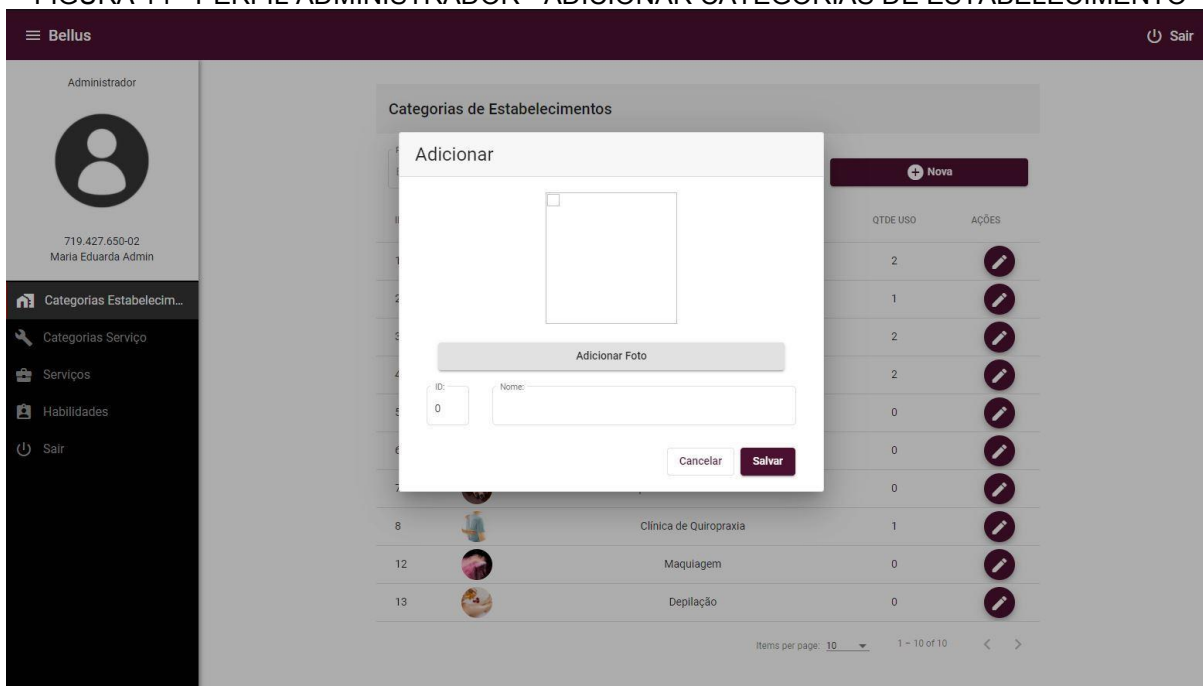 Bellus
Sair
Administrador
719.427.650-02
Maria Eduarda Admin
Categorias Estabelecim...
Categorias Serviço
Serviços
Habilidades
Sair
Categorias de Estabelecimentos
Nova
QTDE USO AÇÕES
2
1
2
2
0
0
0
8 Clínica de Quiropraxia 1
12 Maquiagem 0
13 Depilação 0
Items per page: 10 1 – 10 of 10
Adicionar
Adicionar Foto
ID: Nome:
0
Cancelar Salvar